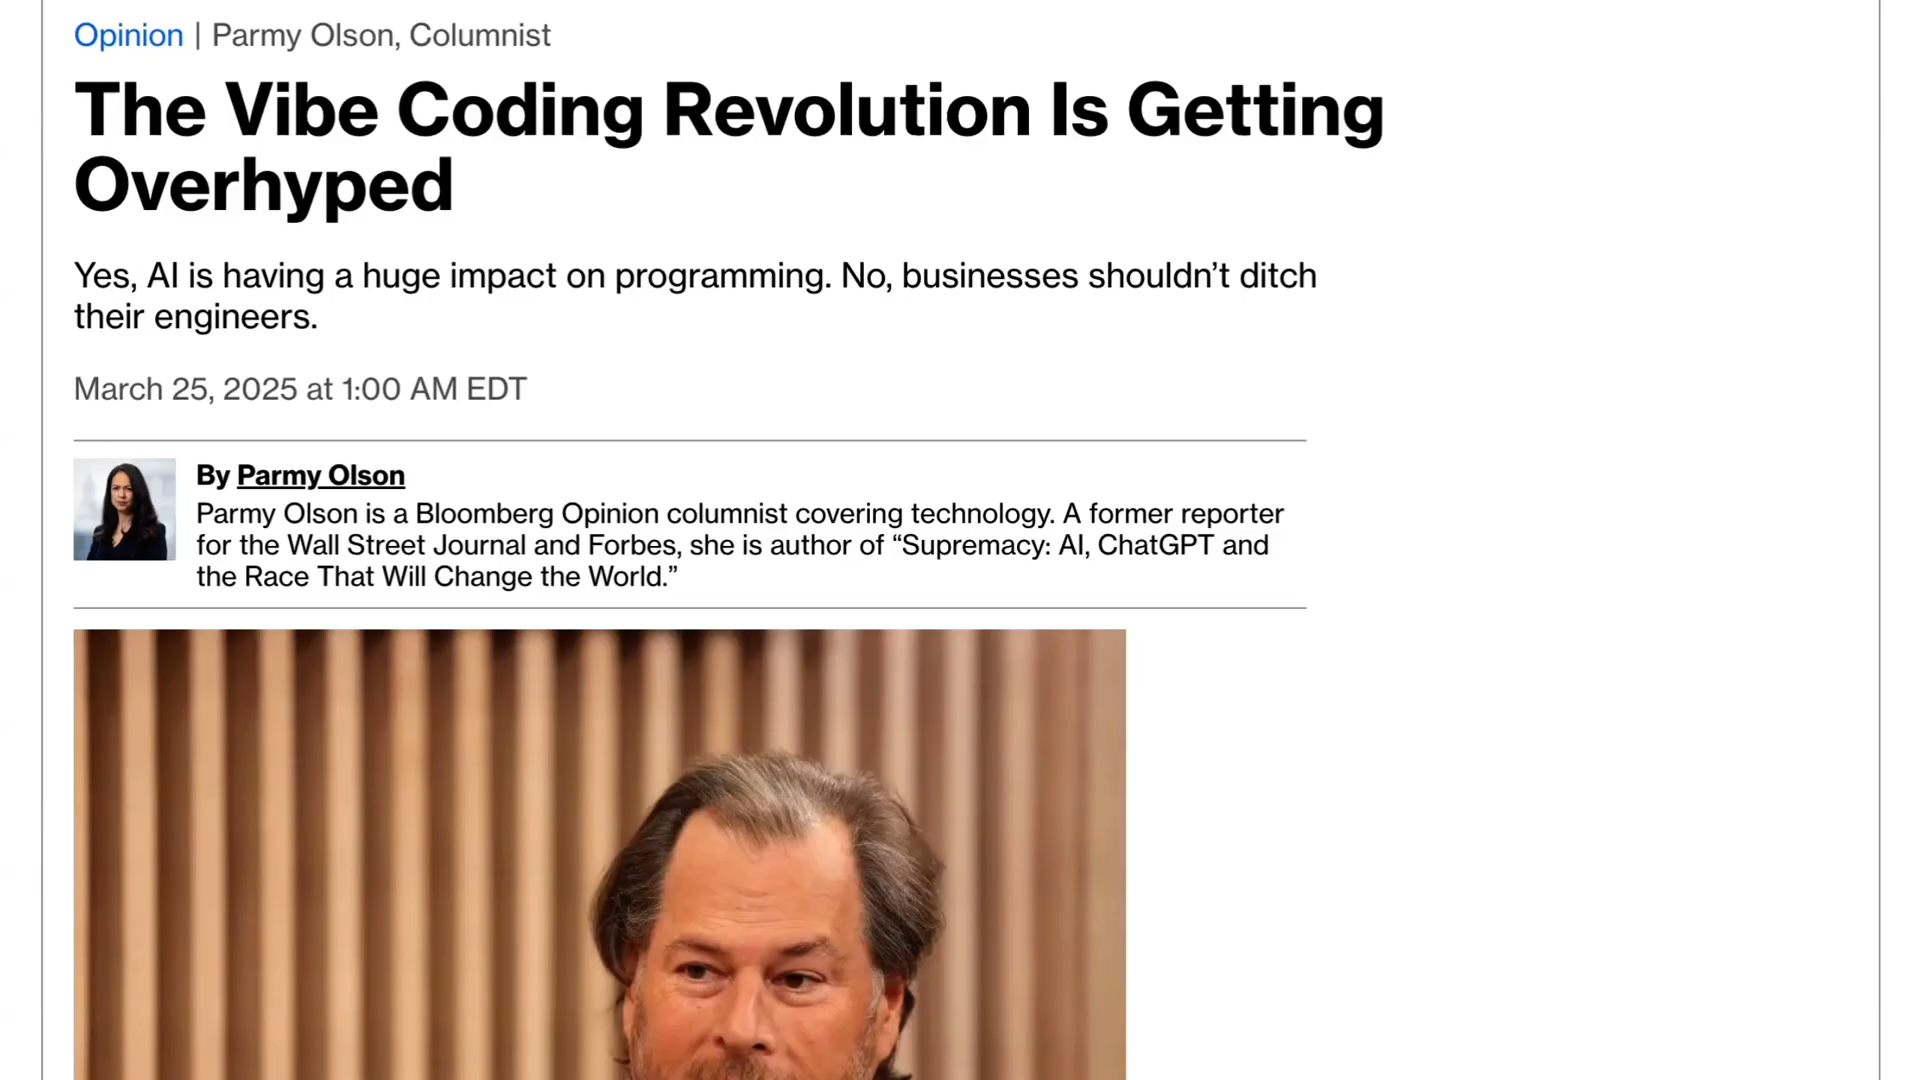 Opinion | Parmy Olson, Columnist
The Vibe Coding Revolution Is Getting
Overhyped
Yes, AI is having a huge impact on programming. No, businesses shouldn’t ditch
their engineers.
March 25, 2025 at 1:00 AM EDT
By Parmy Olson
Parmy Olson is a Bloomberg Opinion columnist covering technology. A former reporter
for the Wall Street Journal and Forbes, she is author of “Supremacy: AI, ChatGPT and
the Race That Will Change the World.”